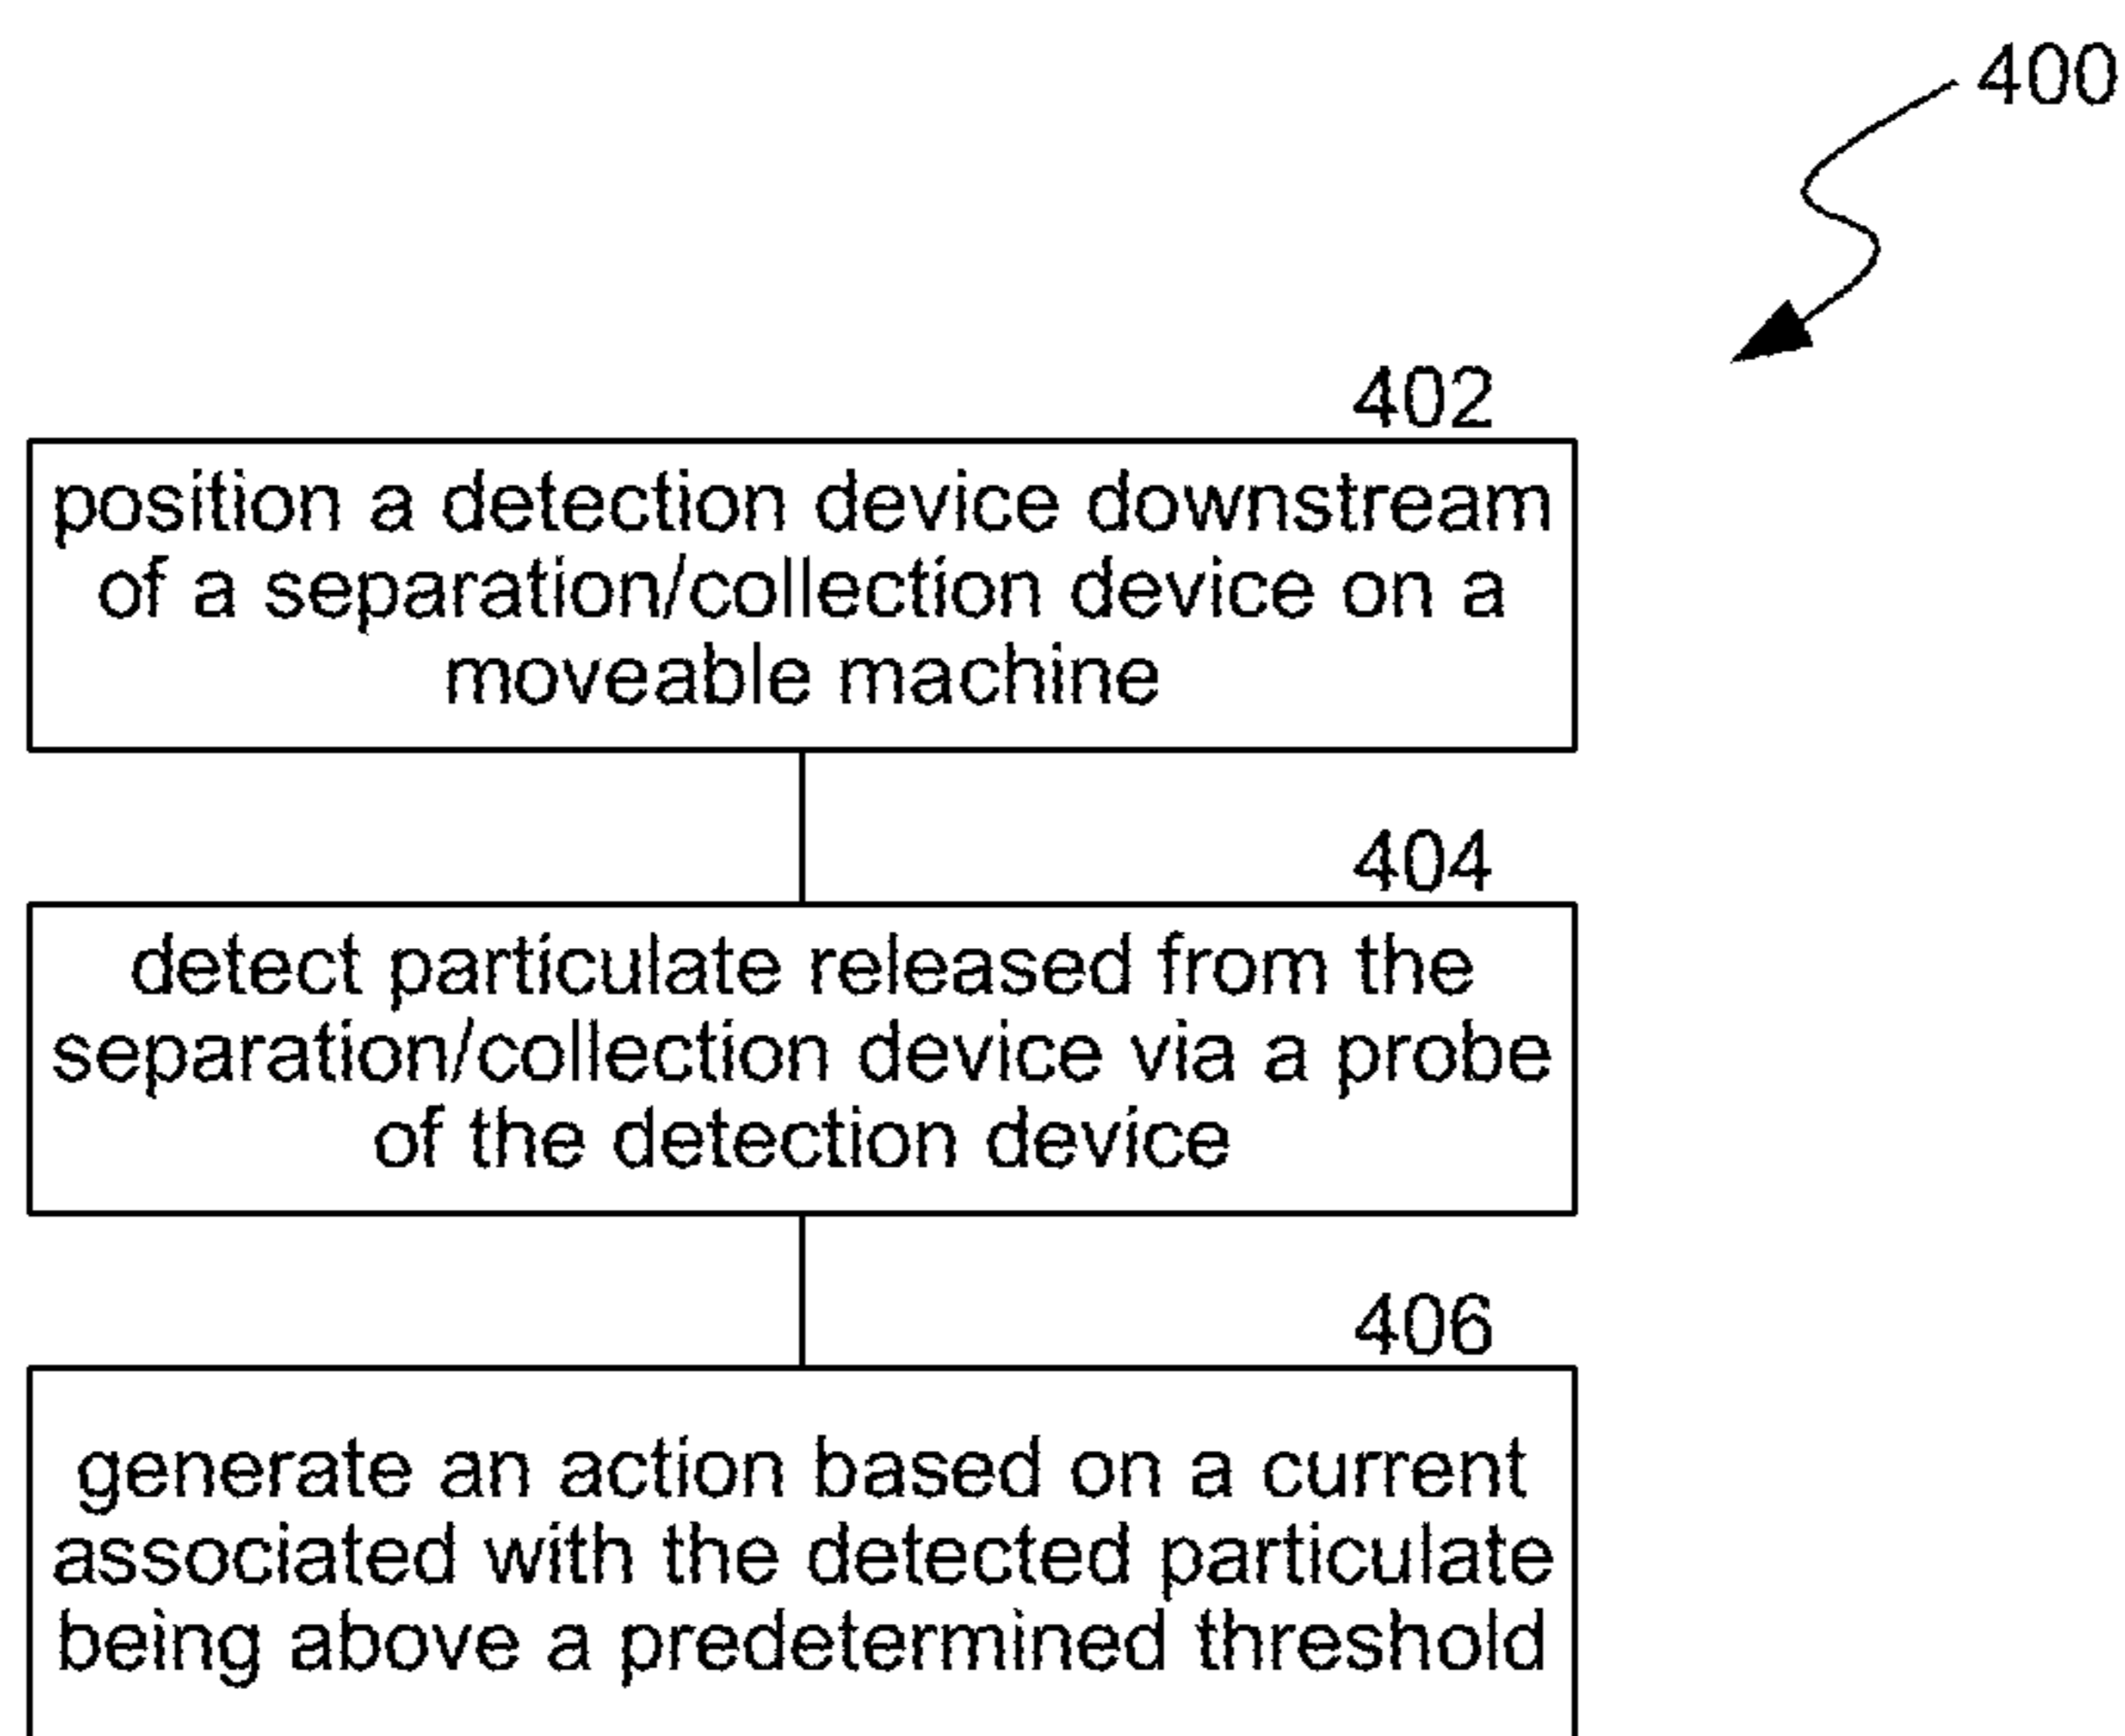 400
402
position a detection device downstream
of a separation/collection device on a
moveable machine
404
detect particulate released from the
separation/collection device via a probe
of the detection device
406
generate an action based on a current
associated with the detected particulate
being above a predetermined threshold